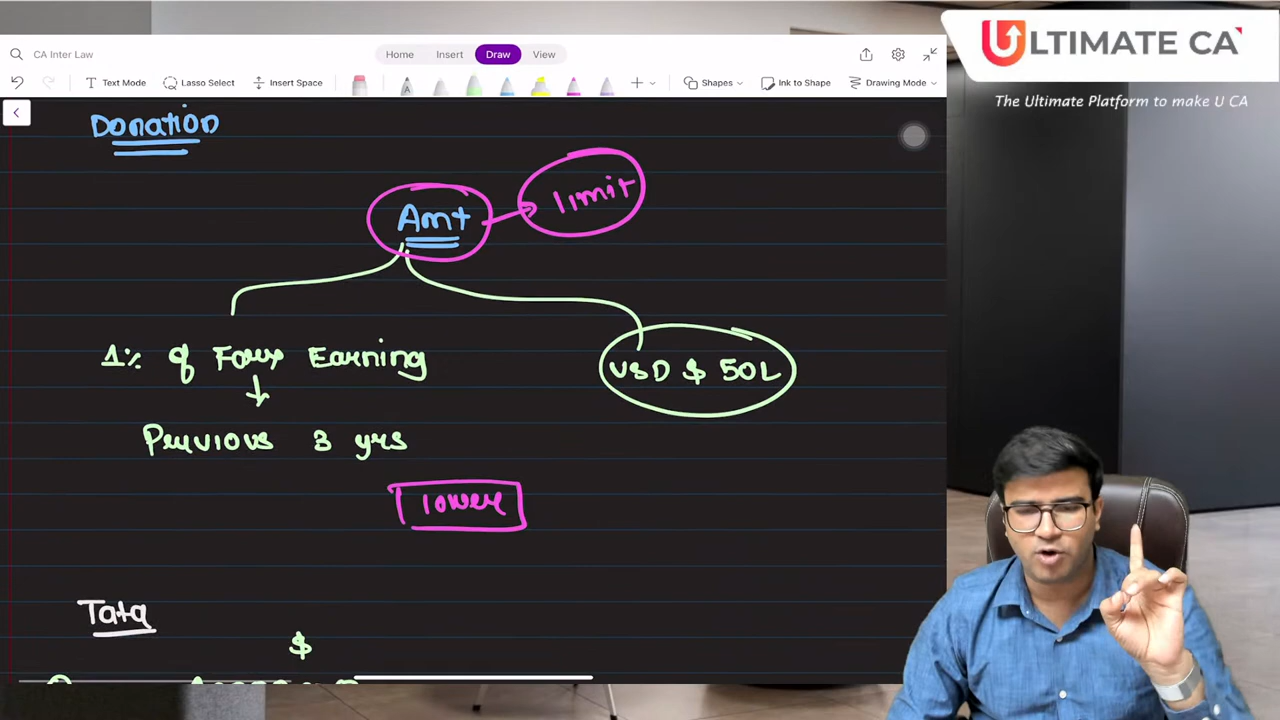 ULTIMATE CA
The Ultimate Platform to make U CA
CA Inter Law
Home Insert Draw View
Text Mode Lasso Select Insert Space Shapes Ink to Shape Drawing Mode
Donation
Amt limit
1% of Forex Earning USD $ 50L
Previous 3 yrs
lower
Tata
$